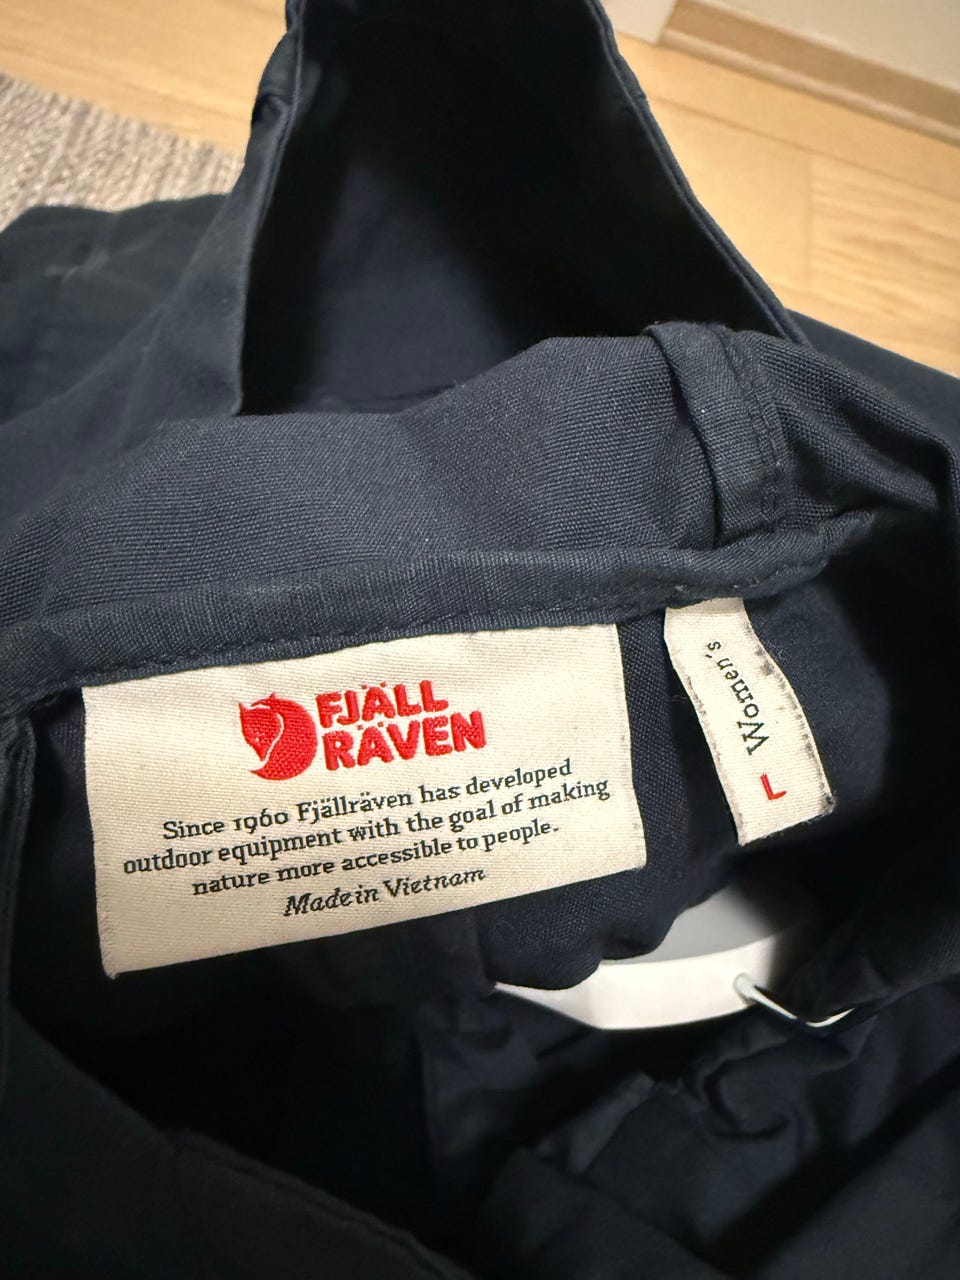 FJÄLL
RÄVEN
Since 1960 Fjällräven has developed
outdoor equipment with the goal of making
nature more accessible to people.
Made in Vietnam
Women's
L